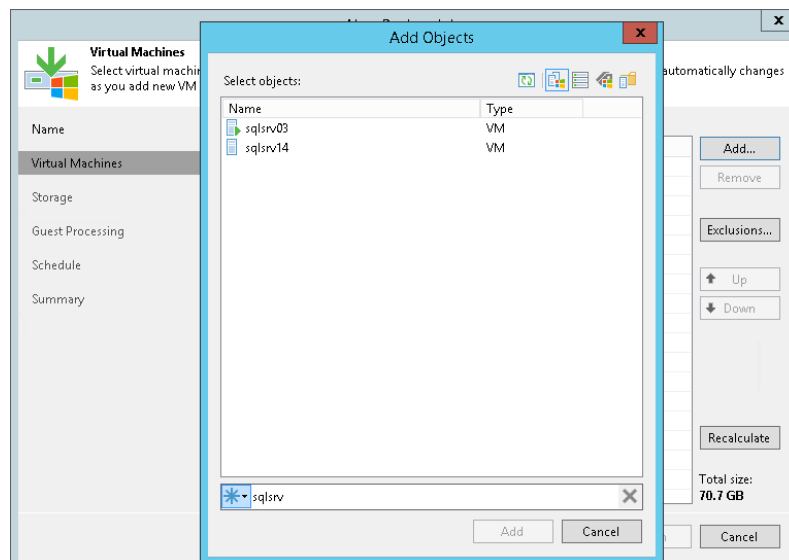 Add Objects
x
x
Virtual Machines
Select virtual machin
automatically changes
as you add new VM
Select objects:
Name
Type
sqlsrv03
VM
sqlsrv14
VM
Name
Virtual Machines
Storage
Guest Processing
Schedule
Summary
Add...
Remove
Exclusions...
Up
Down
Recalculate
Total size:
70.7 GB
sqlsrv
Add
Cancel
Cancel